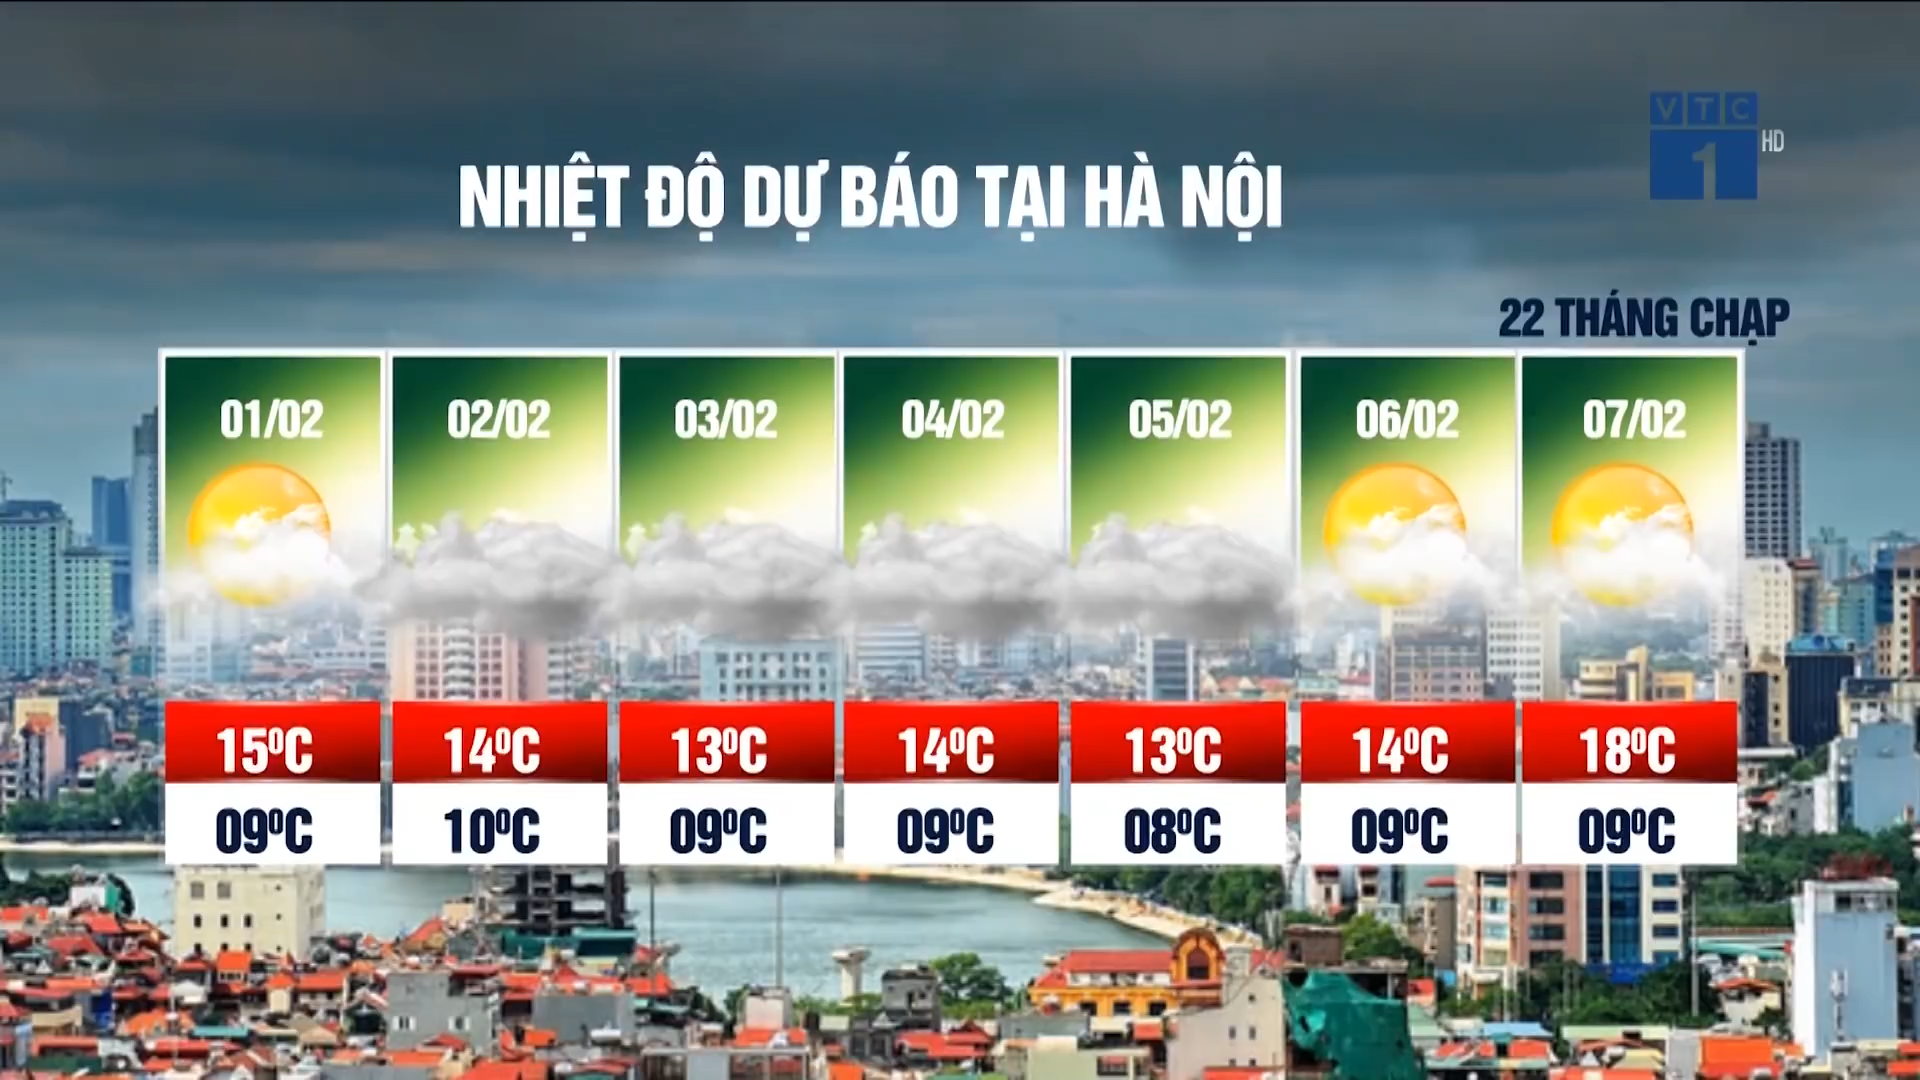 VTC
1 HD
NHIỆT ĐỘ DỰ BÁO TẠI HÀ NỘI
22 THÁNG CHẠP
01/02 02/02 03/02 04/02 05/02 06/02 07/02
15⁰C 14⁰C 13⁰C 14⁰C 13⁰C 14⁰C 18⁰C
09⁰C 10⁰C 09⁰C 09⁰C 08⁰C 09⁰C 09⁰C